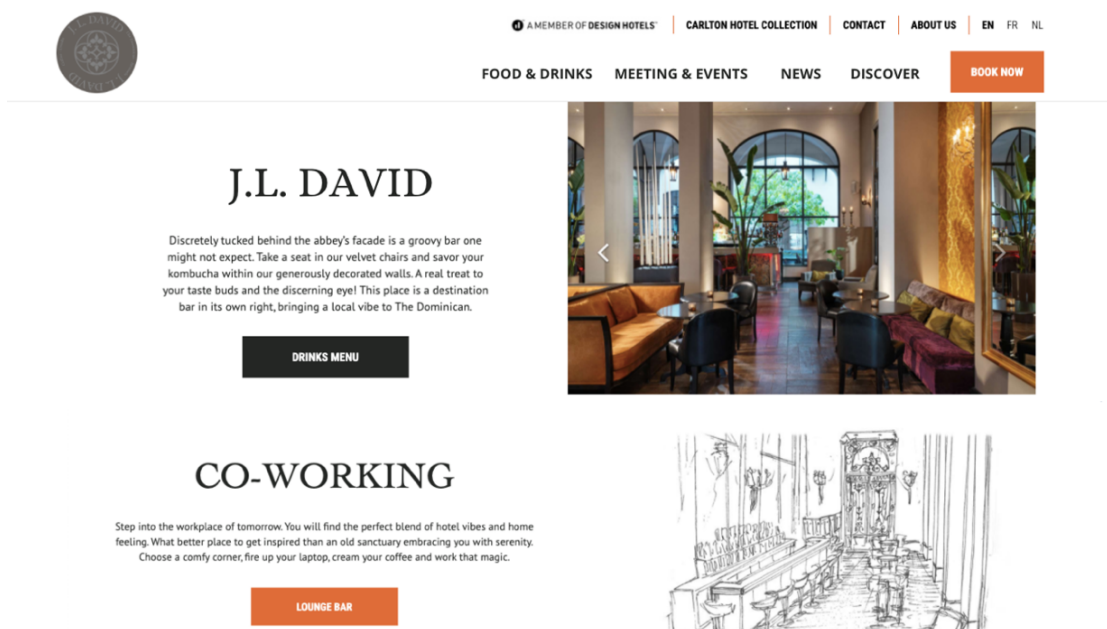 J.L. DAVID
J.L. DAVID
A MEMBER OF DESIGN HOTELS™
CARLTON HOTEL COLLECTION
CONTACT
ABOUT US
EN
FR
NL
FOOD & DRINKS
MEETING & EVENTS
NEWS
DISCOVER
BOOK NOW
J.L. DAVID
Discretely tucked behind the abbey's facade is a groovy bar one
might not expect. Take a seat in our velvet chairs and savor your
kombucha within our generously decorated walls. A real treat to
your taste buds and the discerning eye! This place is a destination
bar in its own right, bringing a local vibe to The Dominican.
DRINKS MENU
CO-WORKING
Step into the workplace of tomorrow. You will find the perfect blend of hotel vibes and home
feeling. What better place to get inspired than an old sanctuary embracing you with serenity.
Choose a comfy corner, fire up your laptop, cream your coffee and work that magic.
LOUNGE BAR